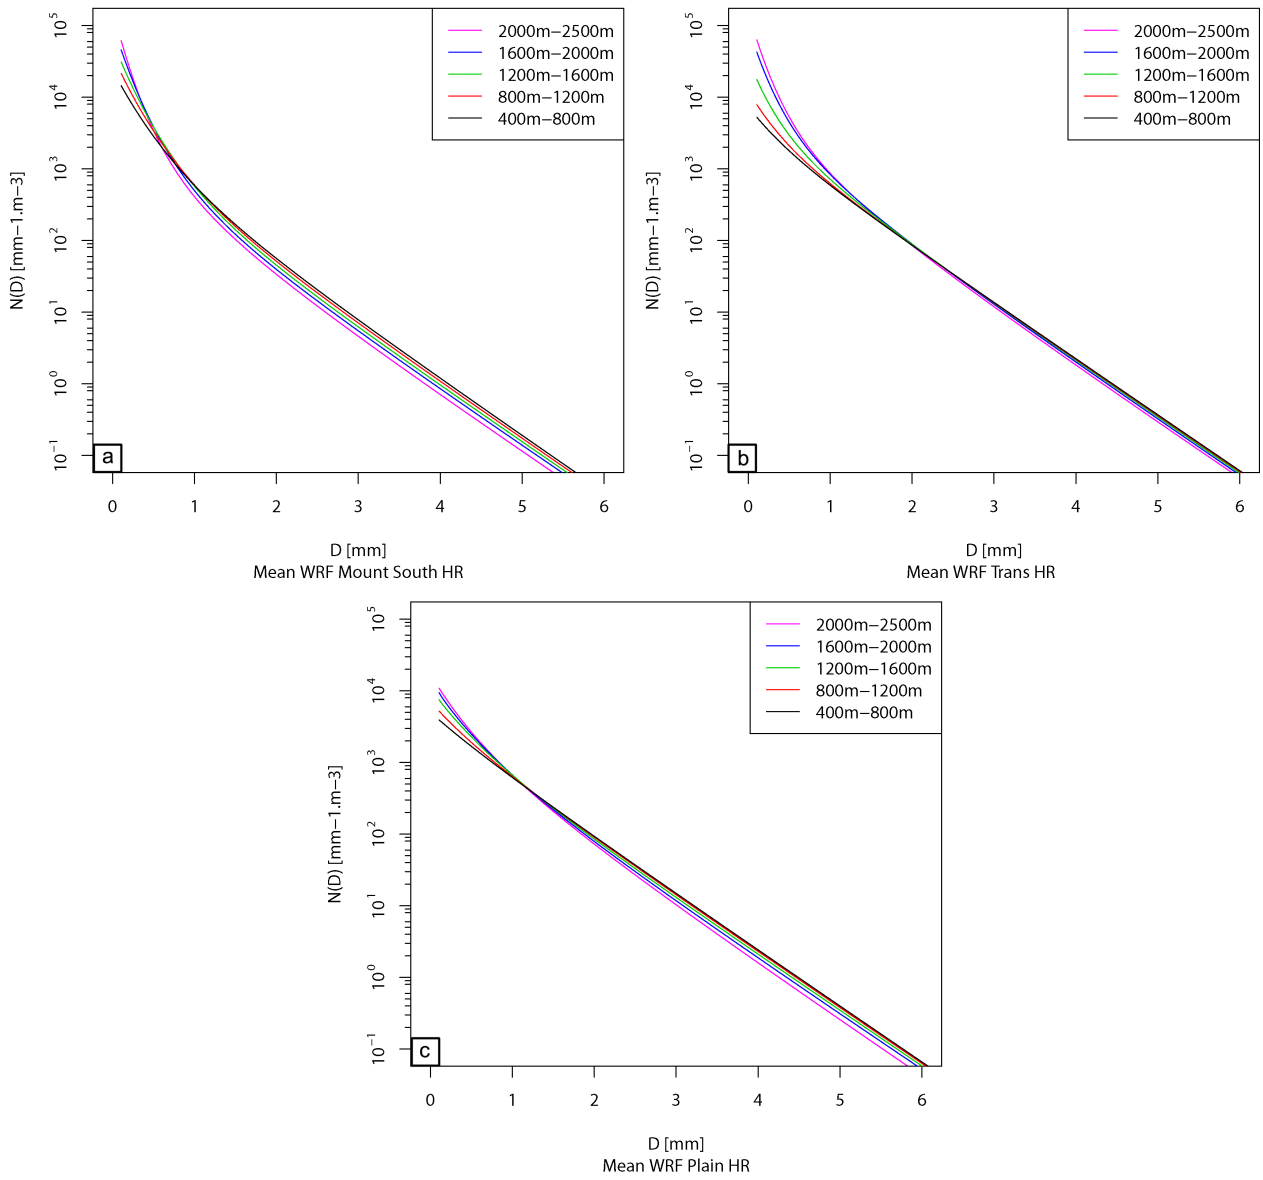 2000m−2500m
1600m−2000m
1200m−1600m
800m−1200m
400m−800m
N(D) [mm−1.m−3]
10^5
10^4
10^3
10^2
10^1
10^0
10^−1
a
0 1 2 3 4 5 6
D [mm]
Mean WRF Mount South HR
2000m−2500m
1600m−2000m
1200m−1600m
800m−1200m
400m−800m
N(D) [mm−1.m−3]
10^5
10^4
10^3
10^2
10^1
10^0
10^−1
b
0 1 2 3 4 5 6
D [mm]
Mean WRF Trans HR
2000m−2500m
1600m−2000m
1200m−1600m
800m−1200m
400m−800m
N(D) [mm−1.m−3]
10^5
10^4
10^3
10^2
10^1
10^0
10^−1
c
0 1 2 3 4 5 6
D [mm]
Mean WRF Plain HR